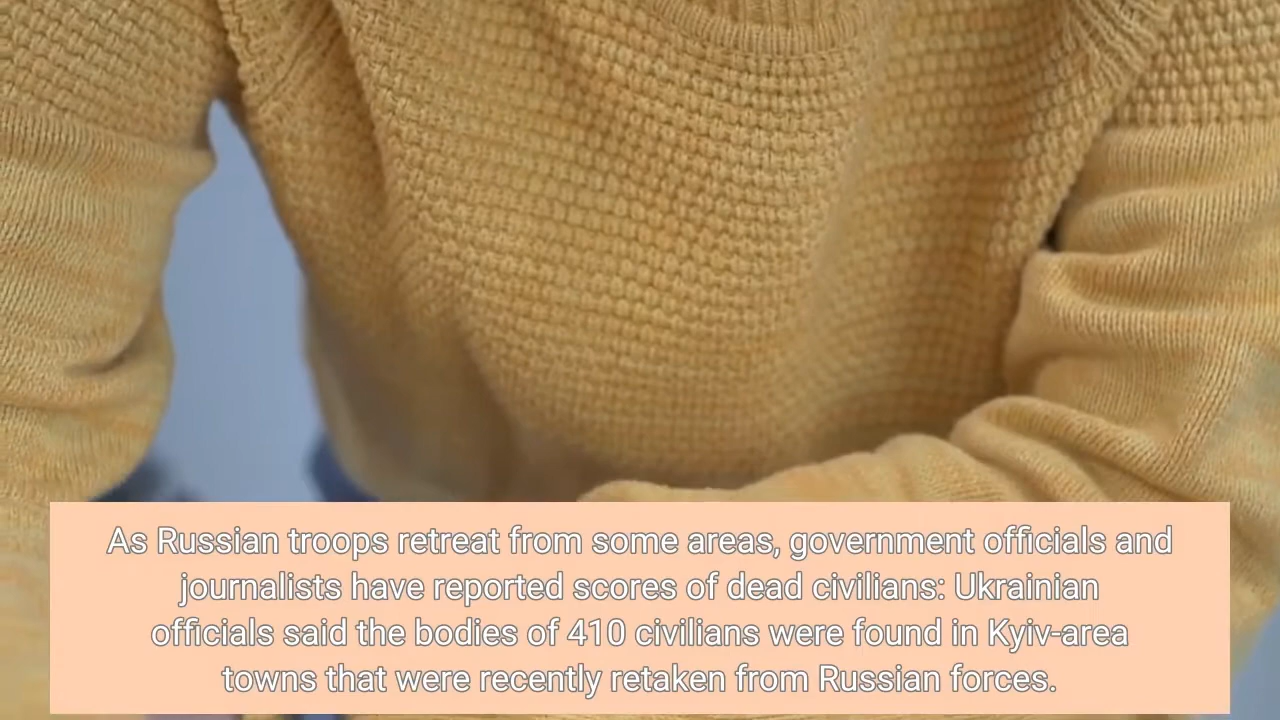 As Russian troops retreat from some areas, government officials and
journalists have reported scores of dead civilians: Ukrainian
officials said the bodies of 410 civilians were found in Kyiv-area
towns that were recently retaken from Russian forces.